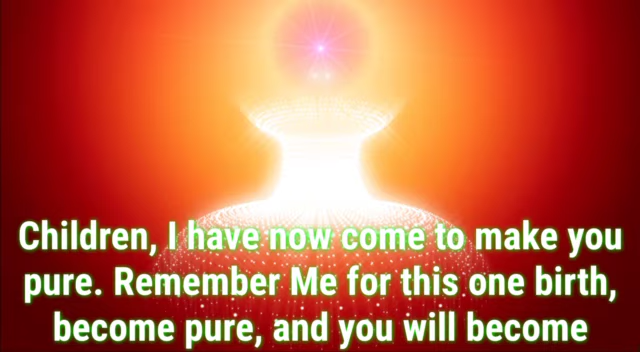 Children, I have now come to make you
pure. Remember Me for this one birth,
become pure, and you will become